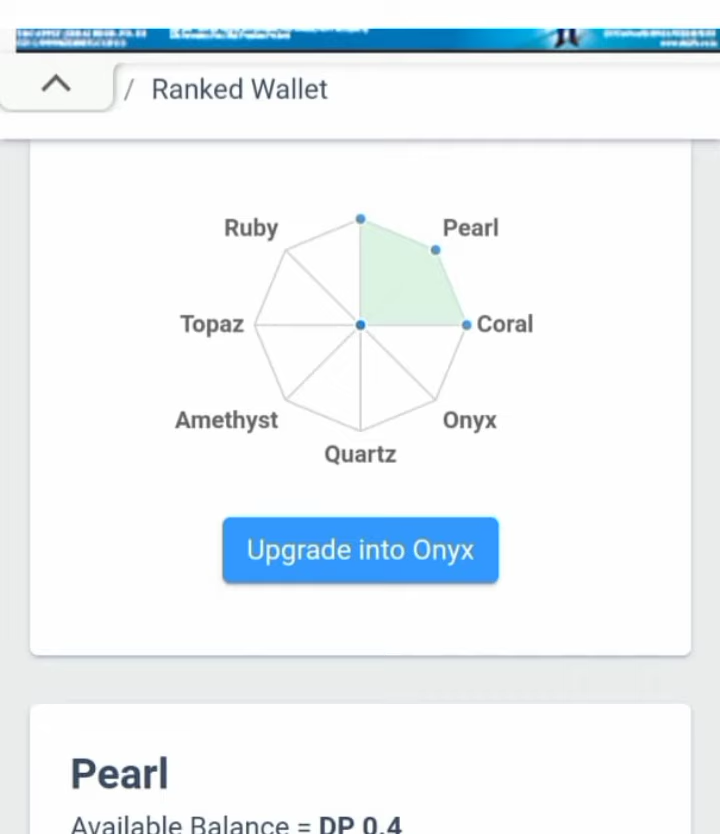 / Ranked Wallet
Ruby
Pearl
Topaz
Coral
Amethyst
Onyx
Quartz
Upgrade into Onyx
Pearl
Available Balance = DP 0.4